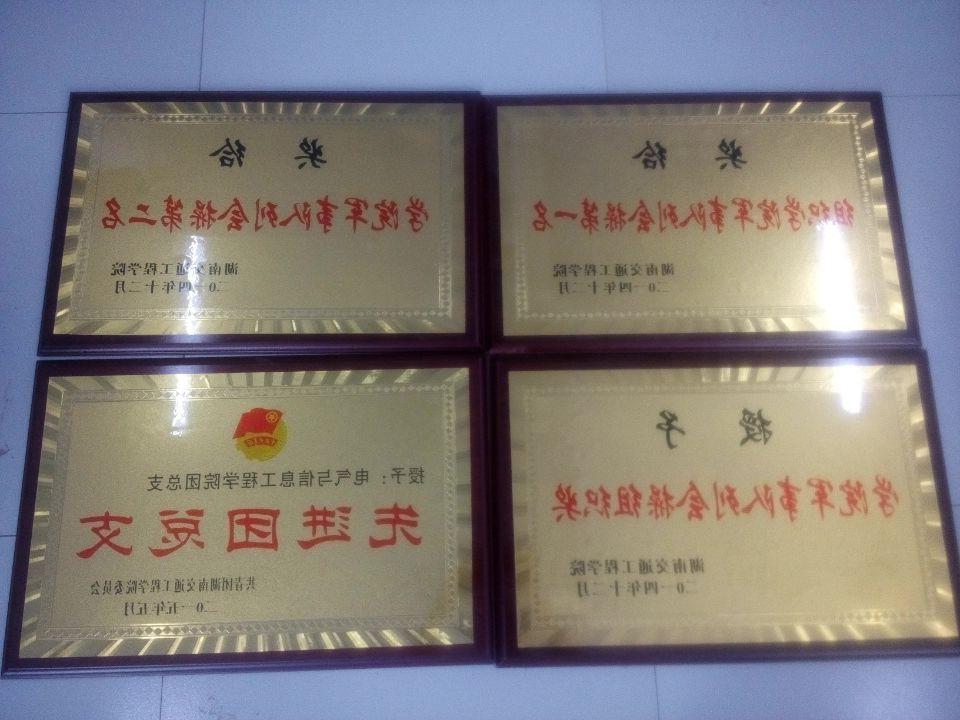 奖给
学院军事队列会操第二名
湖南交通工程学院
二0一四年十二月
奖给
组织学院军事队列会操第一名
湖南交通工程学院
二0一四年十二月
授予：电气与信息工程学院团总支
先进团总支
共青团湖南交通工程学院委员会
二0一五年五月
授予
学院军事队列会操组织奖
湖南交通工程学院
二0一四年十二月